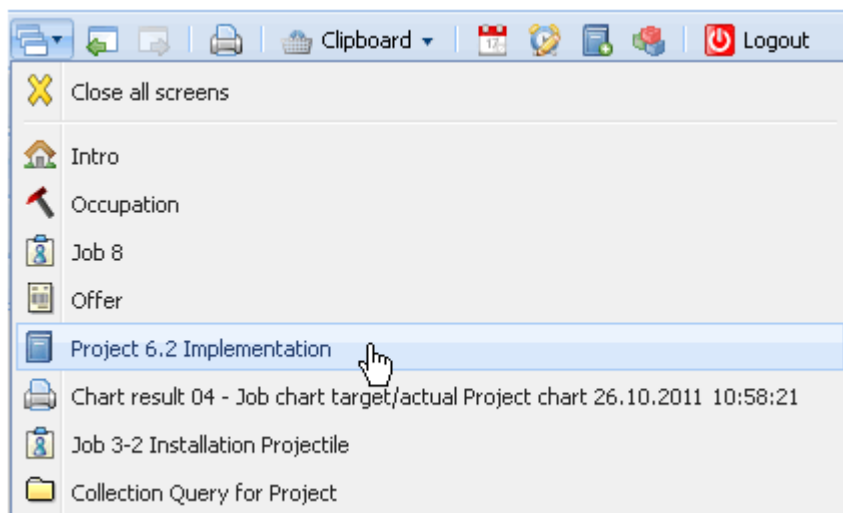 Clipboard 17 Logout
Close all screens
Intro
Occupation
Job 8
Offer
Project 6.2 Implementation
Chart result 04 - Job chart target/actual Project chart 26.10.2011 10:58:21
Job 3-2 Installation Projectile
Collection Query for Project